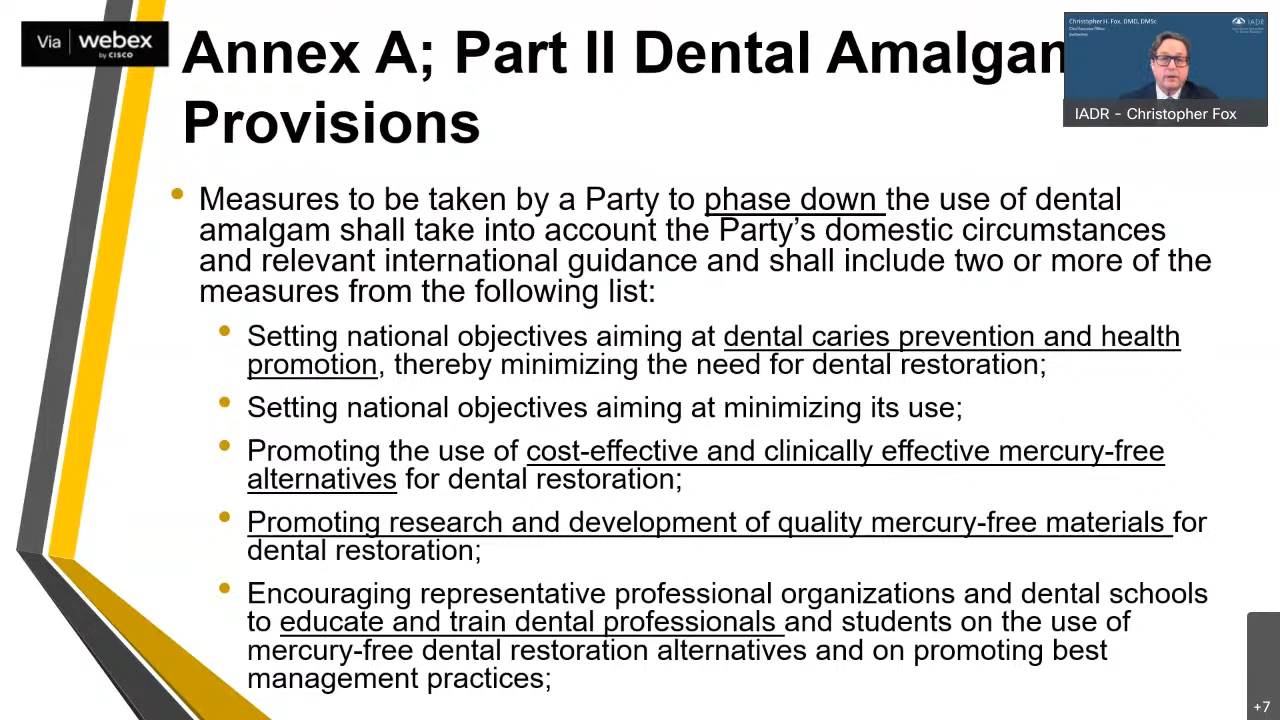 Via webex
by CISCO
Annex A; Part II Dental Amalgam
Provisions
Christopher H. Fox, DMD, DMSc
Chief Executive Officer
IADR
IADR - Christopher Fox
• Measures to be taken by a Party to phase down the use of dental
amalgam shall take into account the Party's domestic circumstances
and relevant international guidance and shall include two or more of the
measures from the following list:
• Setting national objectives aiming at dental caries prevention and health
promotion, thereby minimizing the need for dental restoration;
• Setting national objectives aiming at minimizing its use;
• Promoting the use of cost-effective and clinically effective mercury-free
alternatives for dental restoration;
• Promoting research and development of quality mercury-free materials for
dental restoration;
• Encouraging representative professional organizations and dental schools
to educate and train dental professionals and students on the use of
mercury-free dental restoration alternatives and on promoting best
management practices;
+7